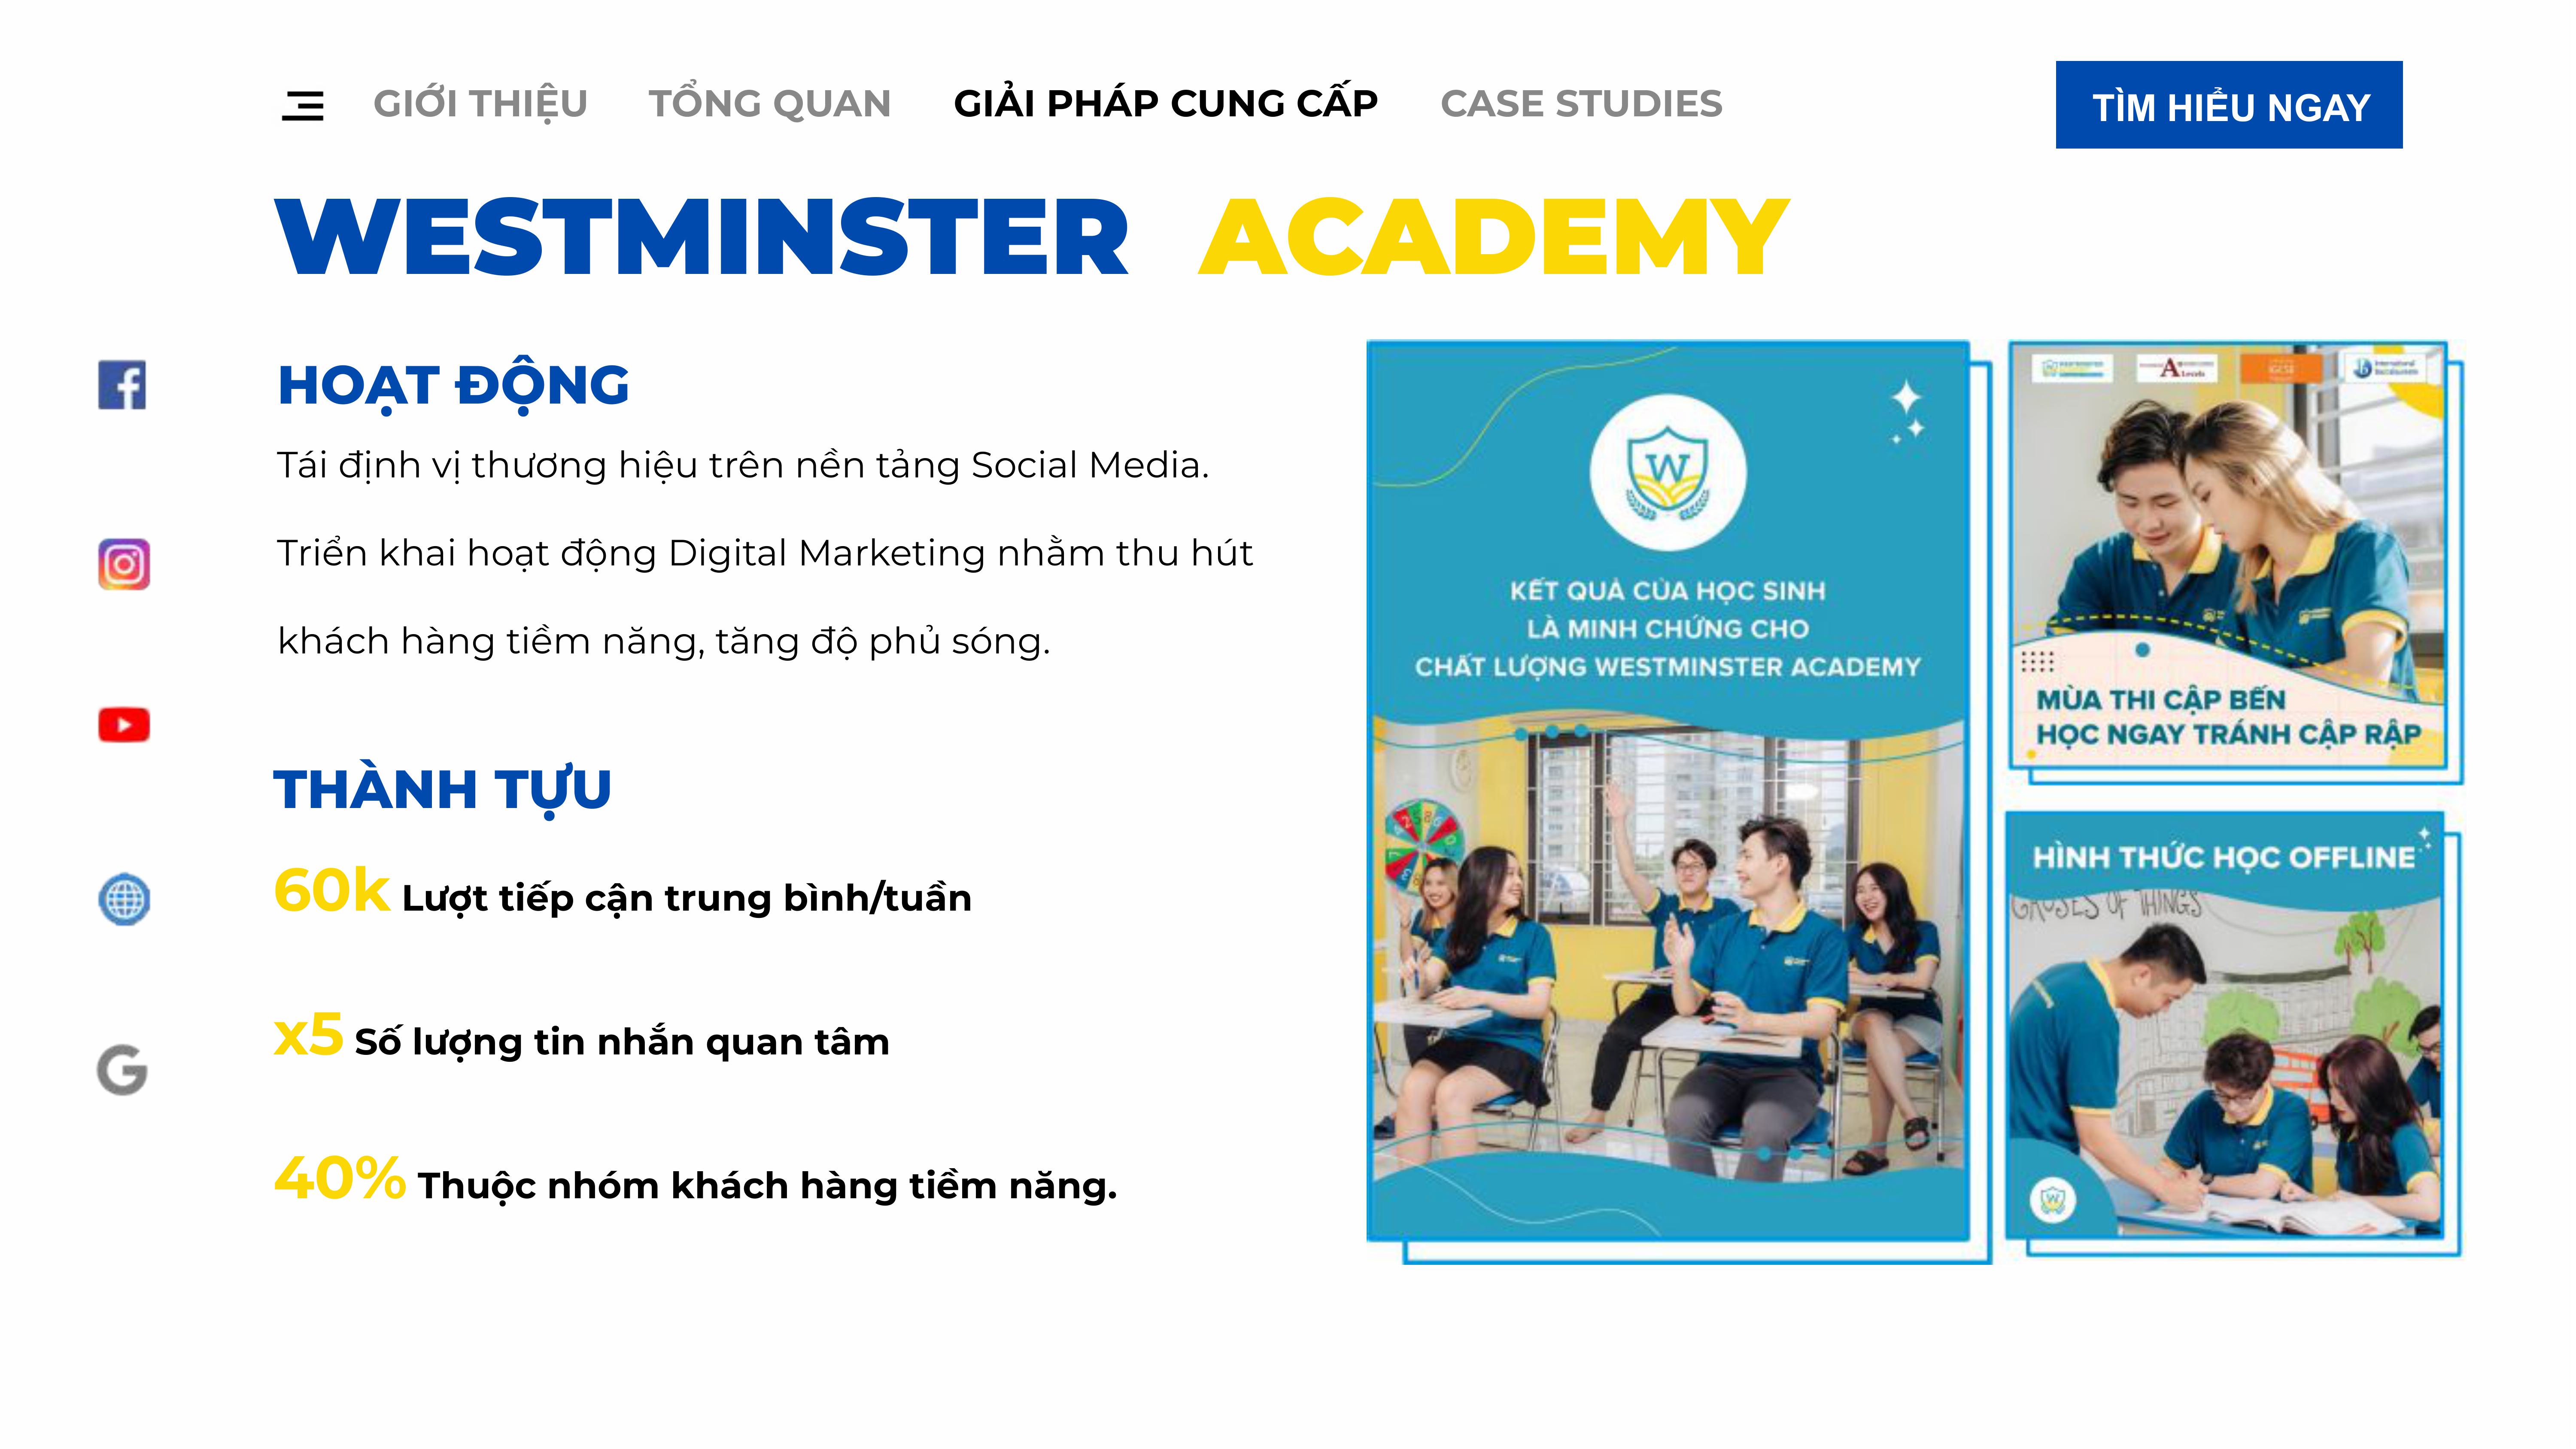 GIỚI THIỆU TỔNG QUAN GIẢI PHÁP CUNG CẤP CASE STUDIES
TÌM HIỂU NGAY
WESTMINSTER ACADEMY
HOẠT ĐỘNG
Tái định vị thương hiệu trên nền tảng Social Media.
Triển khai hoạt động Digital Marketing nhằm thu hút
khách hàng tiềm năng, tăng độ phủ sóng.
THÀNH TỰU
60k Lượt tiếp cận trung bình/tuần
x5 Số lượng tin nhắn quan tâm
40% Thuộc nhóm khách hàng tiềm năng.
W
KẾT QUẢ CỦA HỌC SINH
LÀ MINH CHỨNG CHO
CHẤT LƯỢNG WESTMINSTER ACADEMY
A Levels
IGCSE
International
Baccalaureate
MÙA THI CẬP BẾN
HỌC NGAY TRÁNH CẬP RẬP
HÌNH THỨC HỌC OFFLINE
OF THINGS
W